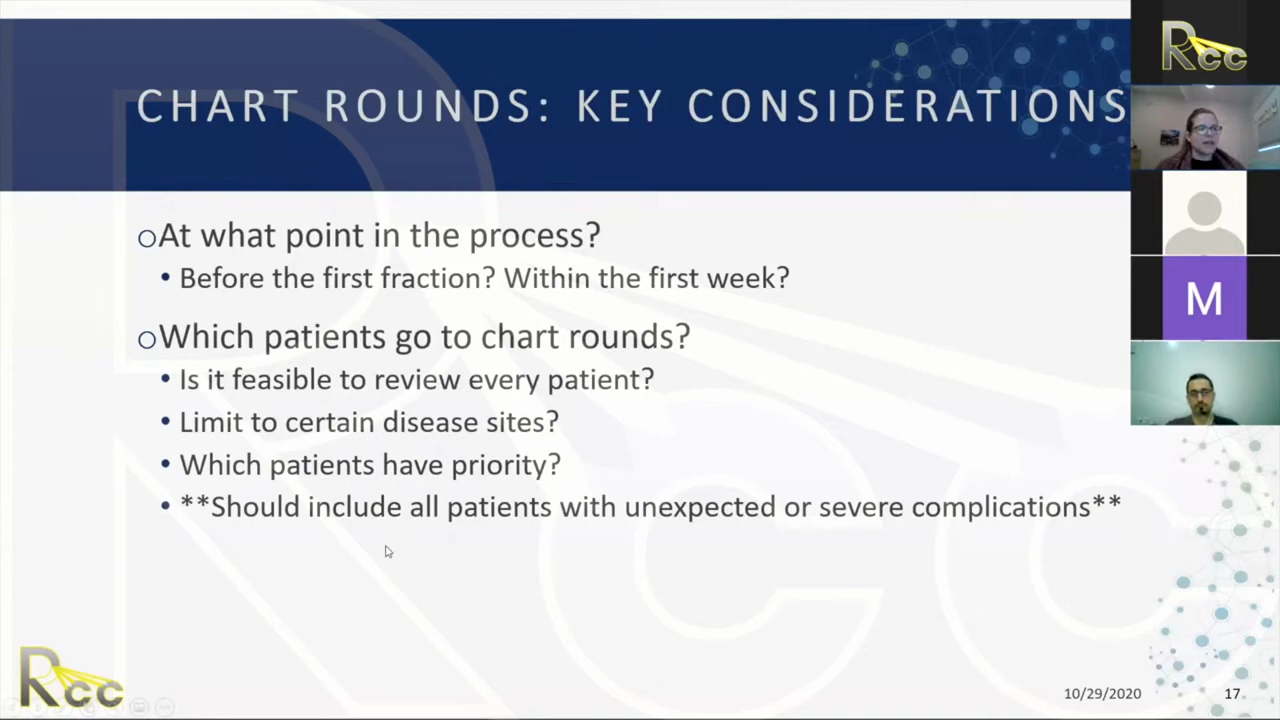 CHART ROUNDS: KEY CONSIDERATIONS
Rcc
oAt what point in the process?
• Before the first fraction? Within the first week?
oWhich patients go to chart rounds?
• Is it feasible to review every patient?
• Limit to certain disease sites?
• Which patients have priority?
• **Should include all patients with unexpected or severe complications**
M
Rcc
10/29/2020
17